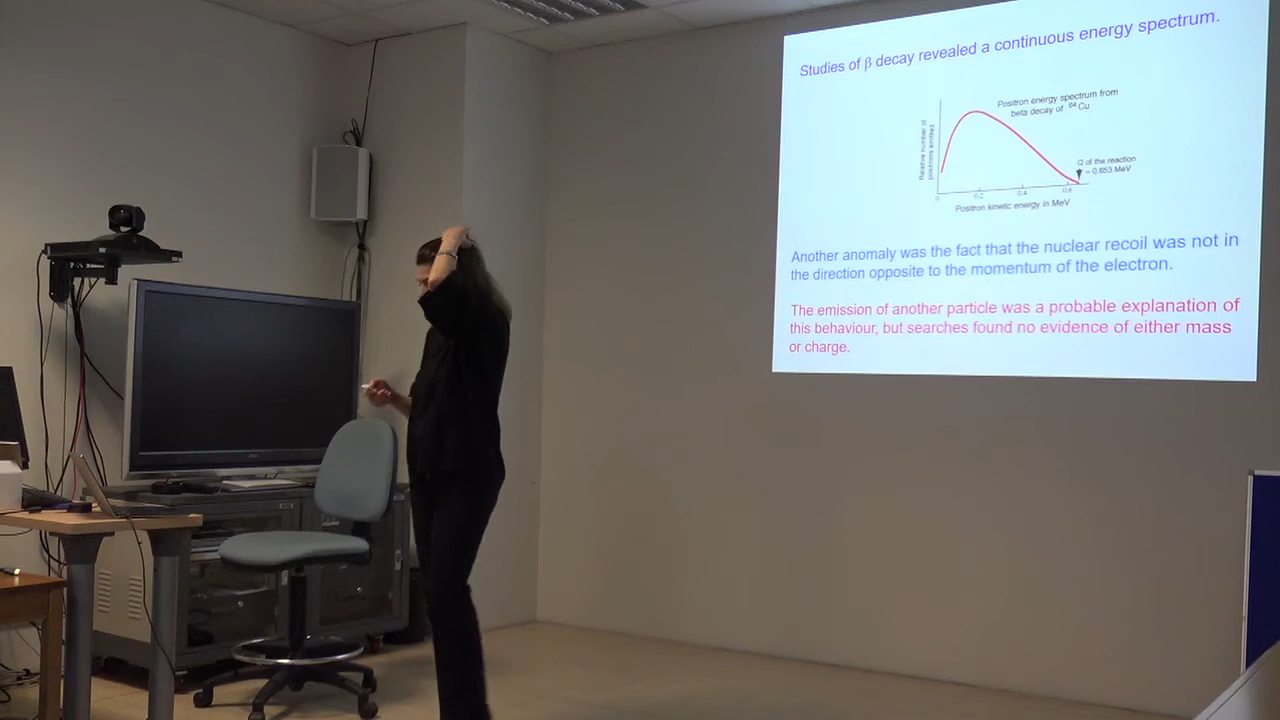 Studies of β decay revealed a continuous energy spectrum.
Positron energy spectrum from
beta decay of ⁶⁴Cu
Relative number of
positrons emitted
Q of the reaction
= 0.653 MeV
0 0.2 0.4 0.6
Positron kinetic energy in MeV
Another anomaly was the fact that the nuclear recoil was not in
the direction opposite to the momentum of the electron.
The emission of another particle was a probable explanation of
this behaviour, but searches found no evidence of either mass
or charge.